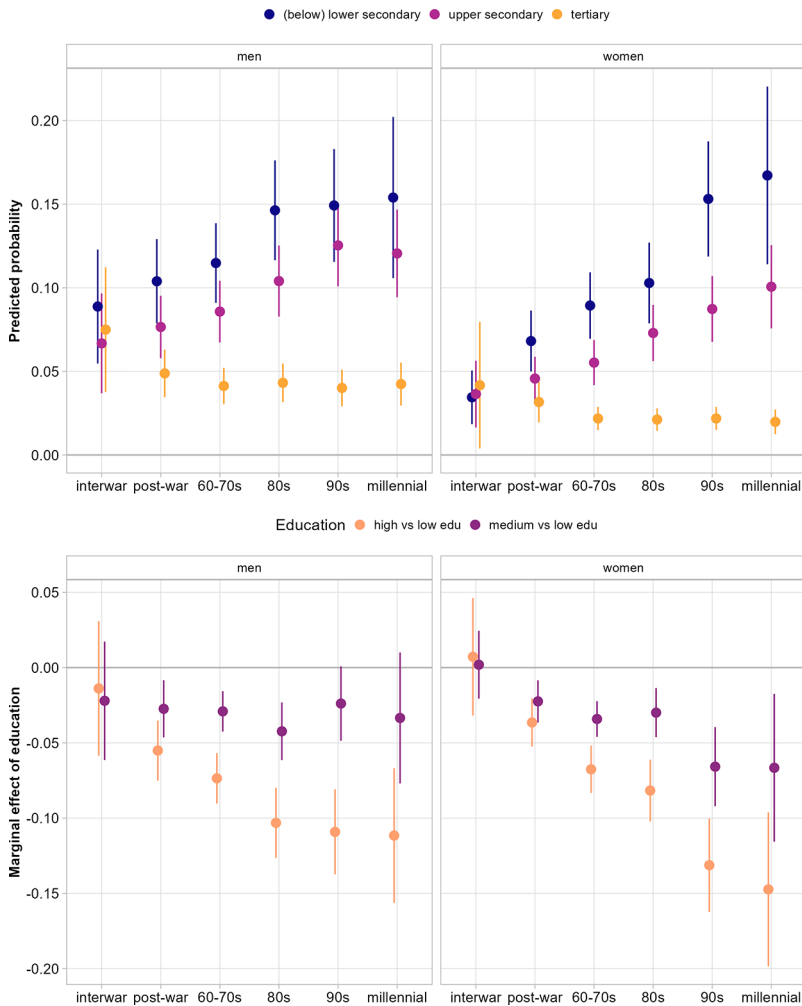 (below) lower secondary upper secondary tertiary
men women
Predicted probability
0.20
0.15
0.10
0.05
0.00
interwar post-war 60-70s 80s 90s millennial interwar post-war 60-70s 80s 90s millennial
Education high vs low edu medium vs low edu
men women
Marginal effect of education
0.05
0.00
-0.05
-0.10
-0.15
-0.20
interwar post-war 60-70s 80s 90s millennial interwar post-war 60-70s 80s 90s millennial